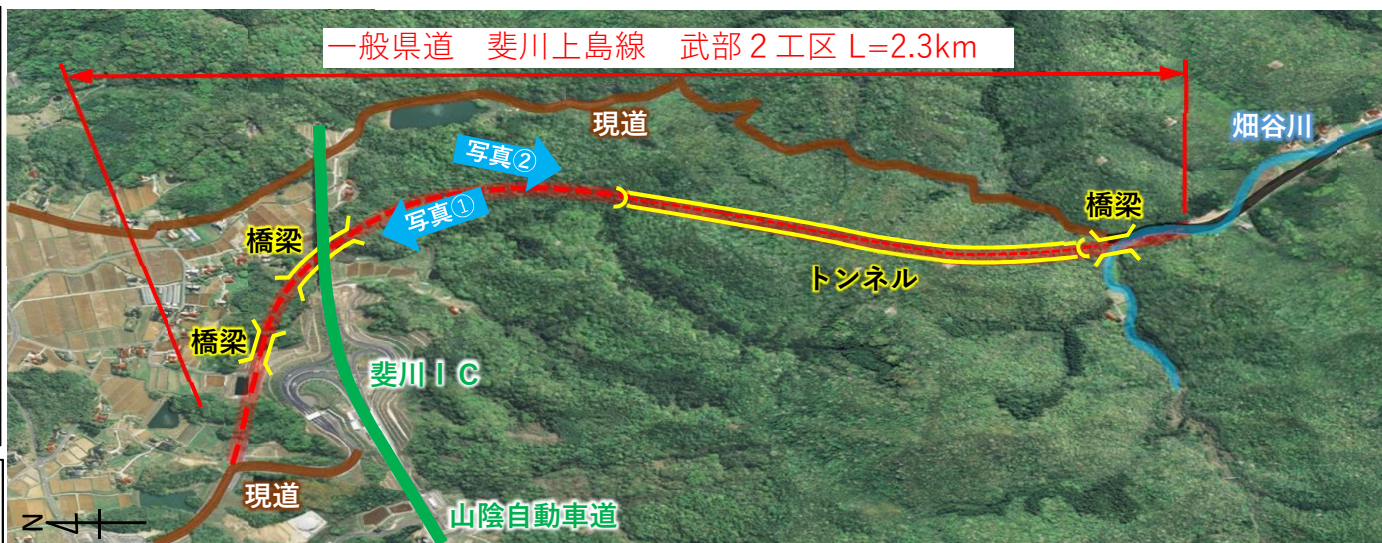 一般県道　斐川上島線　武部２工区 L=2.3km
現道
畑谷川
写真②
写真①
橋梁
橋梁
トンネル
橋梁
斐川ＩＣ
現道
山陰自動車道
N